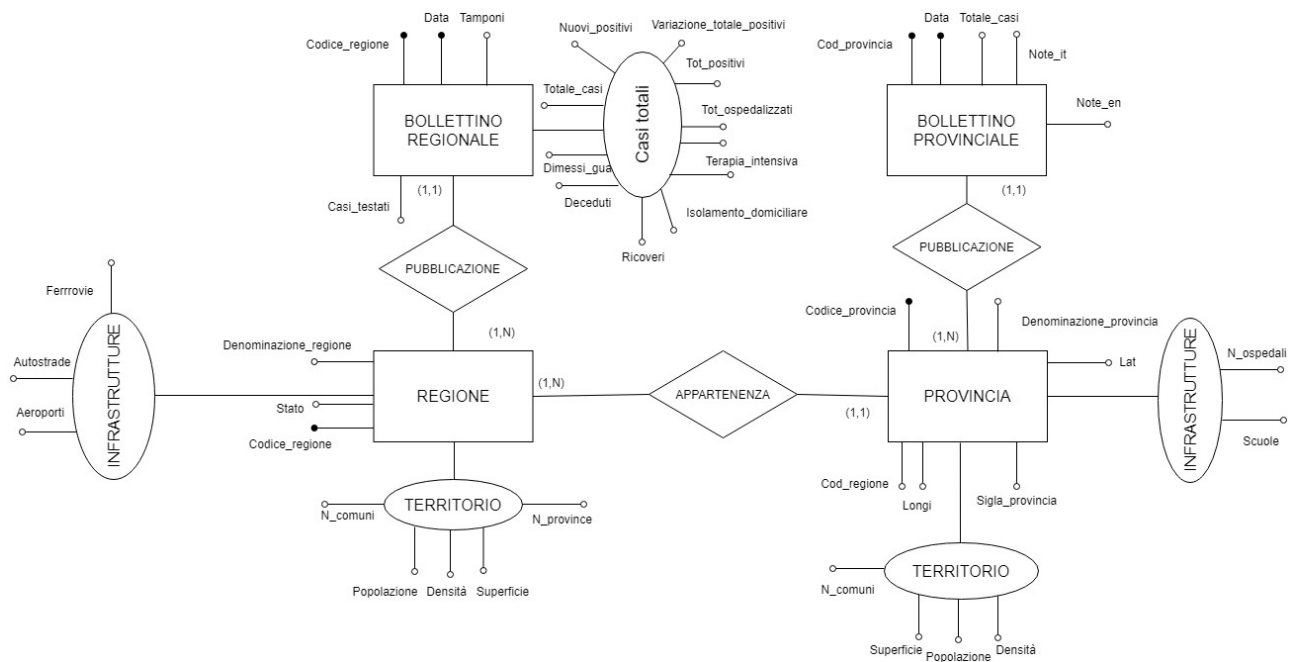 Data
Tamponi
Codice_regione
Nuovi_positivi
Variazione_totale_positivi
Cod_provincia
Data
Totale_casi
Note_it
Tot_positivi
Totale_casi
BOLLETTINO
REGIONALE
Casi totali
Tot_ospedalizzati
BOLLETTINO
PROVINCIALE
Note_en
Dimessi_gua
Terapia_intensiva
(1,1)
Casi_testati
Deceduti
Isolamento_domiciliare
(1,1)
Ricoveri
PUBBLICAZIONE
PUBBLICAZIONE
Ferrrovie
Codice_provincia
Denominazione_provincia
(1,N)
(1,N)
Denominazione_regione
Lat
N_ospedali
Autostrade
INFRASTRUTTURE
REGIONE
(1,N)
APPARTENENZA
PROVINCIA
INFRASTRUTTURE
Aeroporti
Stato
(1,1)
Codice_regione
Scuole
Cod_regione
Longi
Sigla_provincia
TERRITORIO
N_comuni
N_province
TERRITORIO
N_comuni
Popolazione
Densità
Superficie
Superficie
Popolazione
Densità